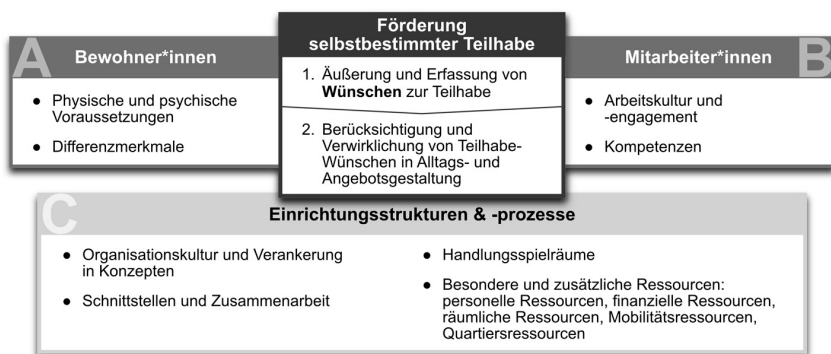 A
Bewohner*innen
● Physische und psychische
Voraussetzungen
● Differenzmerkmale
Förderung
selbstbestimmter Teilhabe
1. Äußerung und Erfassung von
Wünschen zur Teilhabe
2. Berücksichtigung und
Verwirklichung von Teilhabe-
Wünschen in Alltags- und
Angebotsgestaltung
Mitarbeiter*innen
B
● Arbeitskultur und
-engagement
● Kompetenzen
C
Einrichtungsstrukturen & -prozesse
● Organisationskultur und Verankerung
in Konzepten
● Schnittstellen und Zusammenarbeit
● Handlungsspielräume
● Besondere und zusätzliche Ressourcen:
personelle Ressourcen, finanzielle Ressourcen,
räumliche Ressourcen, Mobilitätsressourcen,
Quartiersressourcen